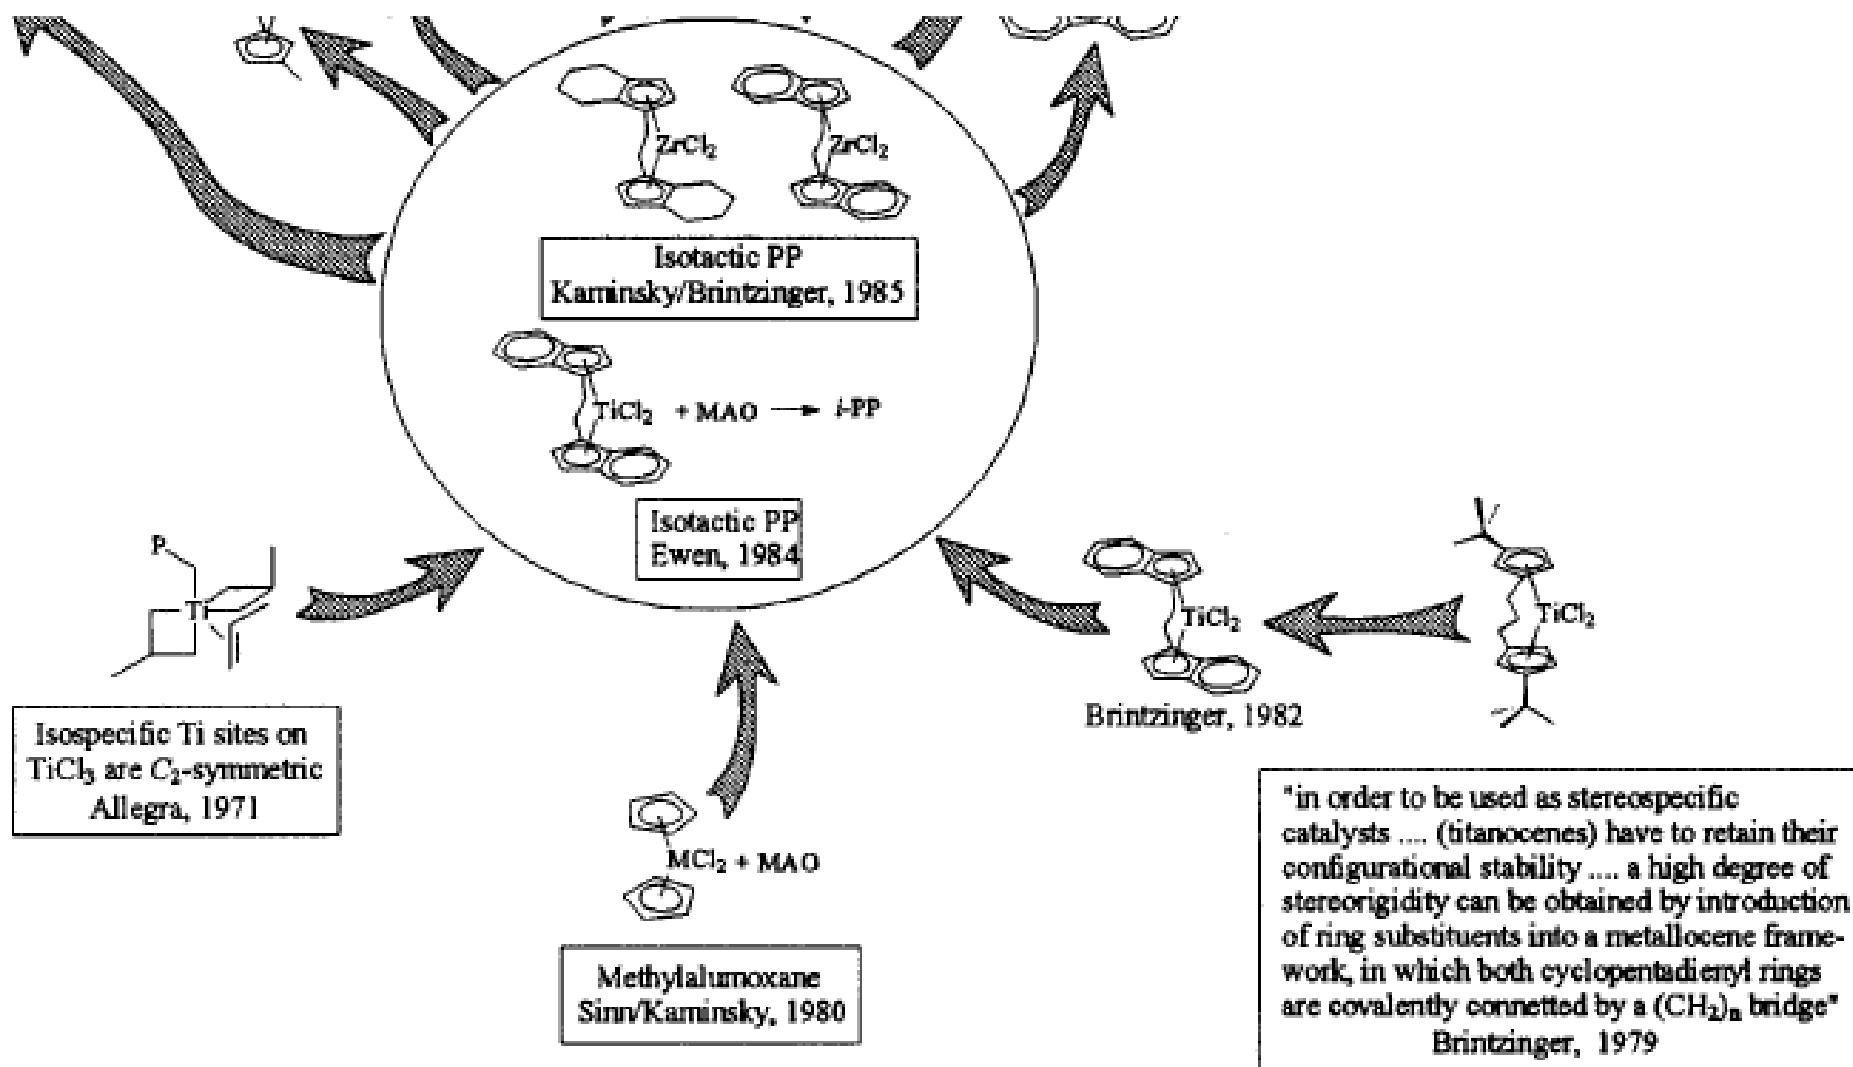 ZrCl2
ZrCl2
Isotactic PP
Kaminsky/Brintzinger, 1985
TiCl2 + MAO → i-PP
Isotactic PP
Ewen, 1984
P
Ti
Isospecific Ti sites on
TiCl3 are C2-symmetric
Allegra, 1971
MCl2 + MAO
Methylalumoxane
Sinn/Kaminsky, 1980
TiCl2
Brintzinger, 1982
TiCl2
"in order to be used as stereospecific
catalysts .... (titanocenes) have to retain their
configurational stability .... a high degree of
stereorigidity can be obtained by introduction
of ring substituents into a metallocene frame-
work, in which both cyclopentadienyl rings
are covalently connetted by a (CH2)n bridge"
Brintzinger, 1979